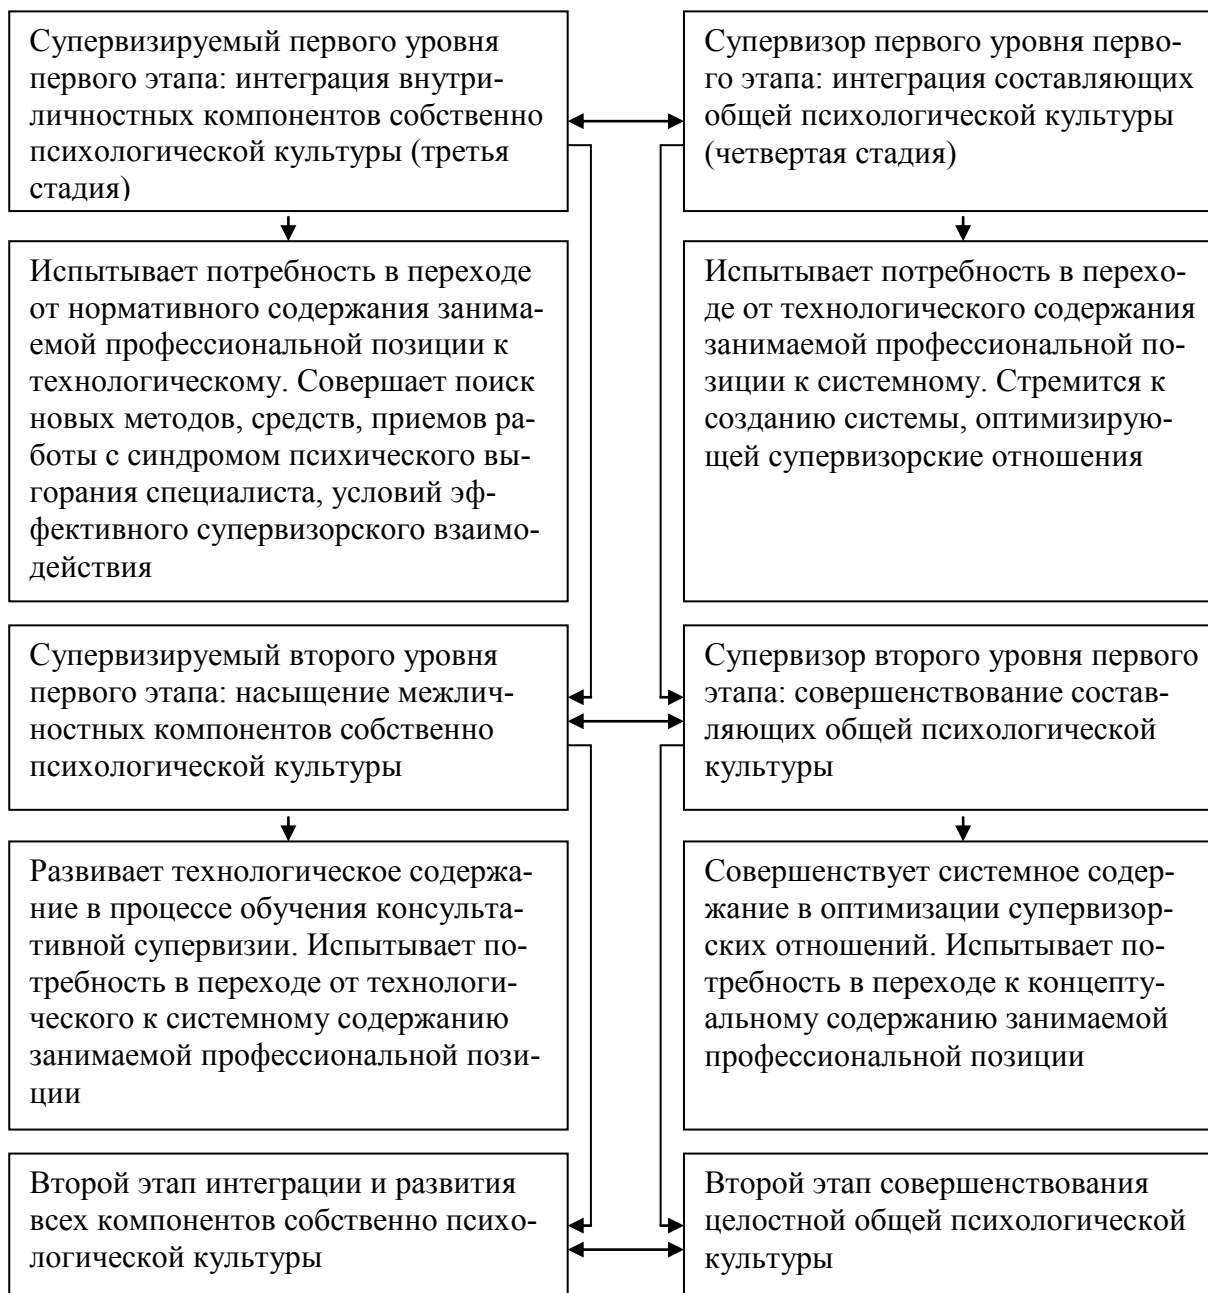 Супервизируемый первого уровня
первого этапа: интеграция внутри-
личностных компонентов собственно
психологической культуры (третья
стадия)
Супервизор первого уровня перво-
го этапа: интеграция составляющих
общей психологической культуры
(четвертая стадия)
Испытывает потребность в переходе
от нормативного содержания занима-
емой профессиональной позиции к
технологическому. Совершает поиск
новых методов, средств, приемов ра-
боты с синдромом психического вы-
горания специалиста, условий эф-
фективного супервизорского взаимо-
действия
Испытывает потребность в перехо-
де от технологического содержания
занимаемой профессиональной по-
зиции к системному. Стремится к
созданию системы, оптимизирую-
щей супервизорские отношения
Супервизируемый второго уровня
первого этапа: насыщение межлич-
ностных компонентов собственно
психологической культуры
Супервизор второго уровня первого
этапа: совершенствование состав-
ляющих общей психологической
культуры
Развивает технологическое содержа-
ние в процессе обучения консульта-
тивной супервизии. Испытывает по-
требность в переходе от технологи-
ческого к системному содержанию
занимаемой профессиональной пози-
ции
Совершенствует системное содер-
жание в оптимизации супервизор-
ских отношений. Испытывает по-
требность в переходе к концепту-
альному содержанию занимаемой
профессиональной позиции
Второй этап интеграции и развития
всех компонентов собственно психо-
логической культуры
Второй этап совершенствования
целостной общей психологической
культуры